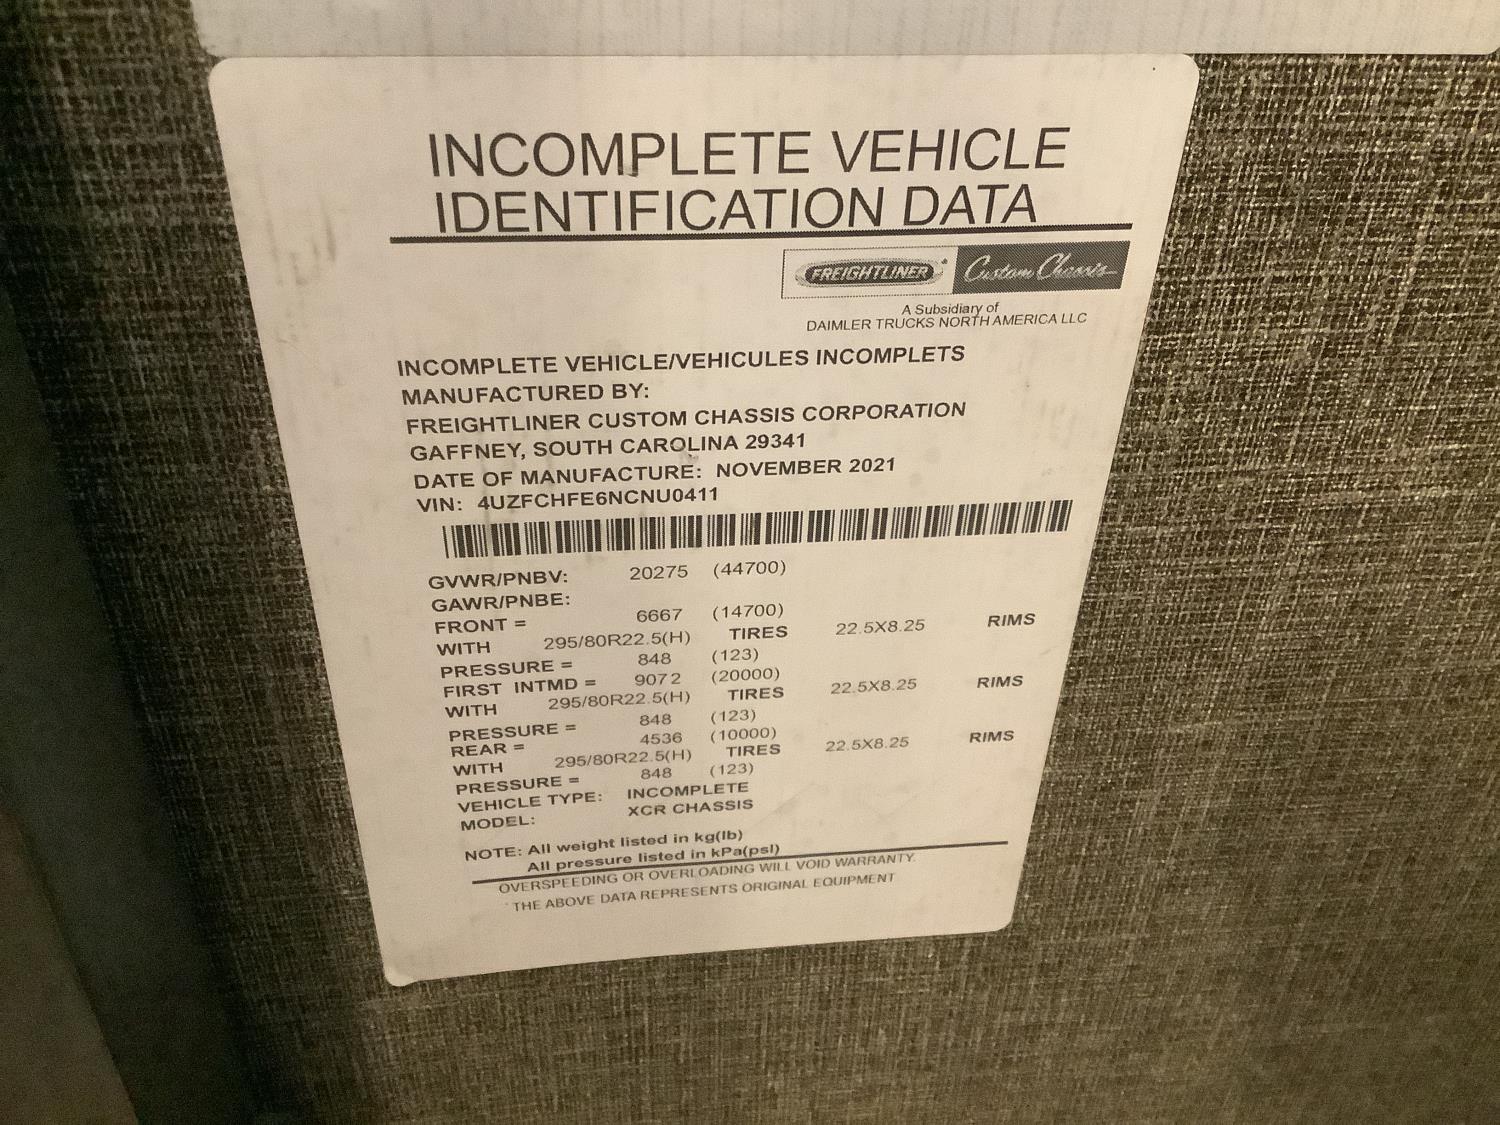 INCOMPLETE VEHICLE
IDENTIFICATION DATA
FREIGHTLINER Custom Chassis
A Subsidiary of
DAIMLER TRUCKS NORTH AMERICA LLC
INCOMPLETE VEHICLE/VEHICULES INCOMPLETS
MANUFACTURED BY:
FREIGHTLINER CUSTOM CHASSIS CORPORATION
GAFFNEY, SOUTH CAROLINA 29341
DATE OF MANUFACTURE: NOVEMBER 2021
VIN: 4UZFCHFE6NCNU0411
GVWR/PNBV: 20275 (44700)
GAWR/PNBE:
FRONT = 6667 (14700)
WITH 295/80R22.5(H) TIRES 22.5X8.25 RIMS
PRESSURE = 848 (123)
FIRST INTMD = 9072 (20000)
WITH 295/80R22.5(H) TIRES 22.5X8.25 RIMS
PRESSURE = 848 (123)
REAR = 4536 (10000)
WITH 295/80R22.5(H) TIRES 22.5X8.25 RIMS
PRESSURE = 848 (123)
VEHICLE TYPE: INCOMPLETE
MODEL: XCR CHASSIS
NOTE: All weight listed in kg(lb)
All pressure listed in kPa(psl)
OVERSPEEDING OR OVERLOADING WILL VOID WARRANTY.
THE ABOVE DATA REPRESENTS ORIGINAL EQUIPMENT